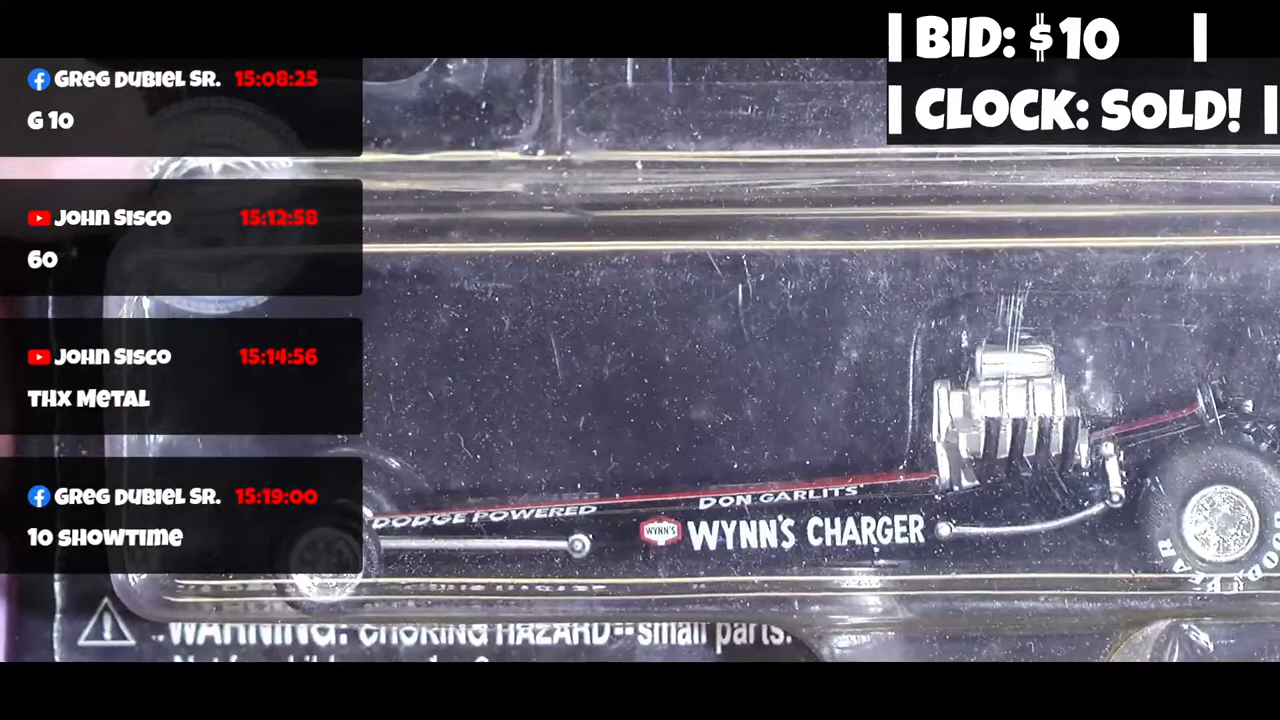 | BID: $10 |
| CLOCK: SOLD! |
GREG DUBIEL SR. 15:08:25
G 10
JOHN SISCO 15:12:58
60
JOHN SISCO 15:14:56
THX METAL
GREG DUBIEL SR. 15:19:00
10 SHOWTIME
DODGE POWERED
DON GARLITS'
WYNN'S
WYNN'S CHARGER
WARNING: CHOKING HAZARD--small parts.